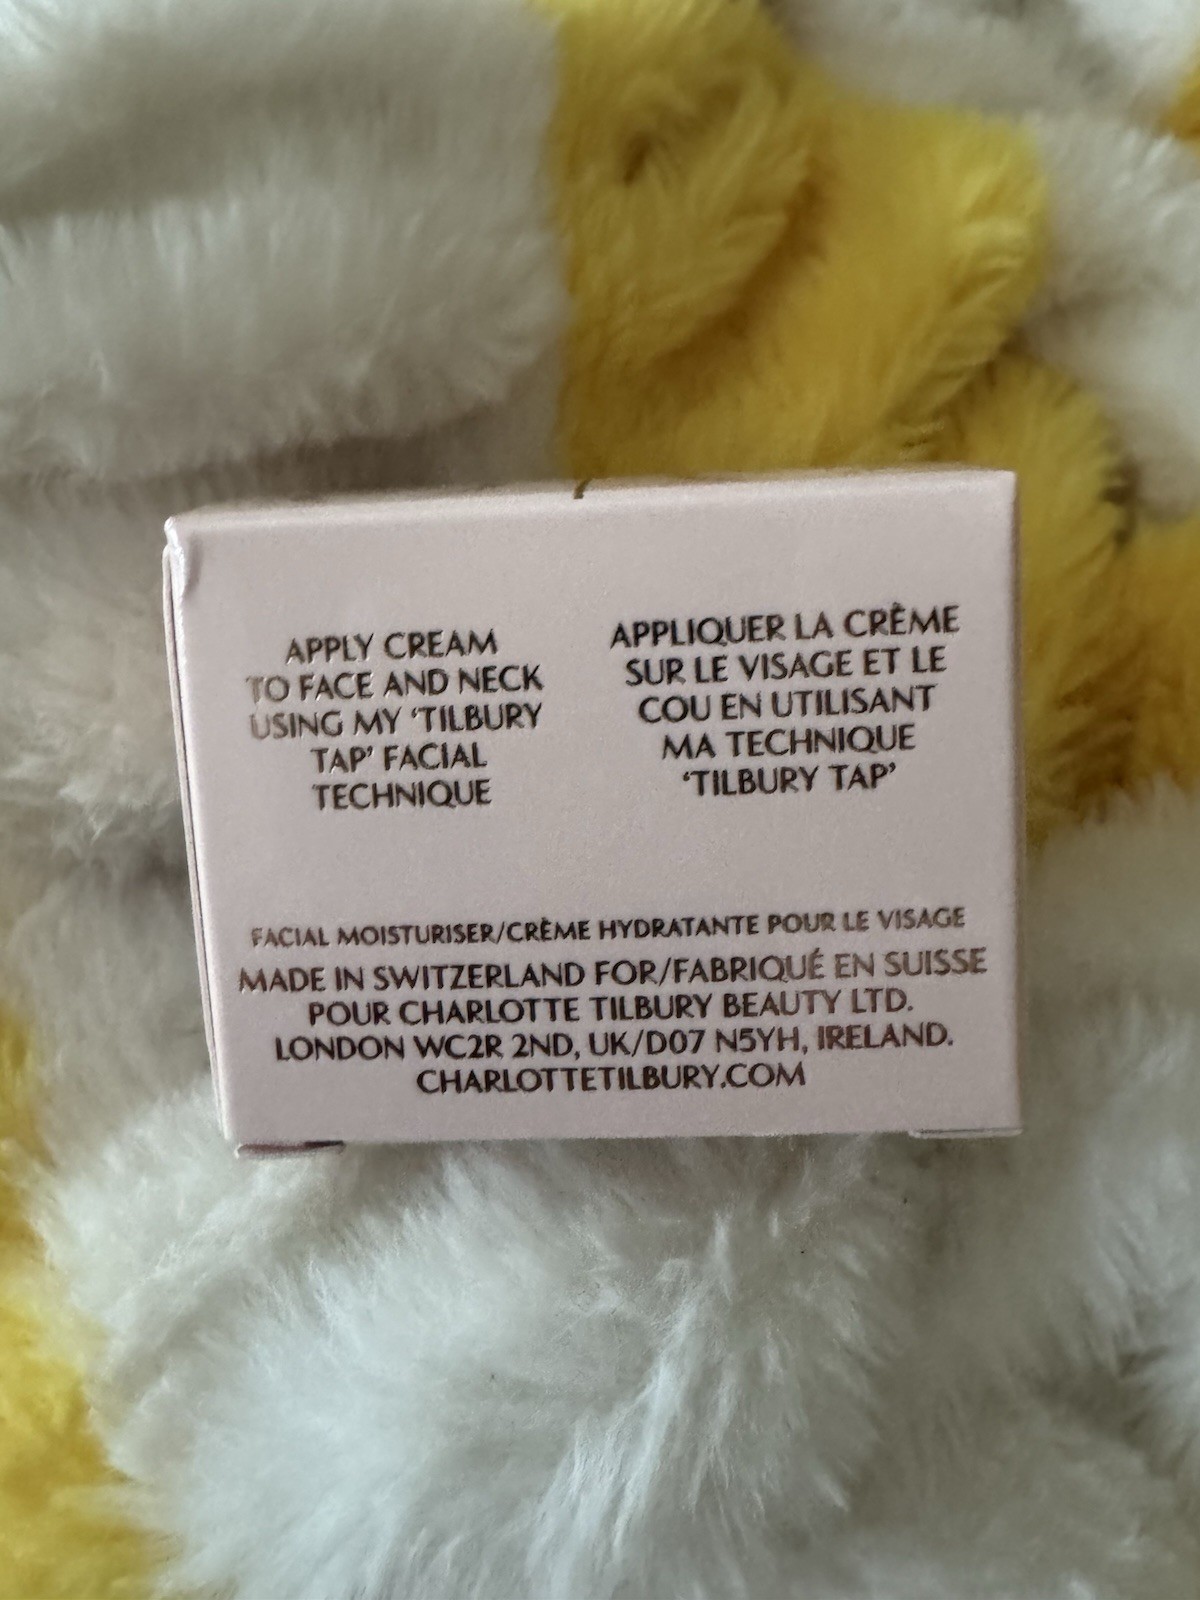 APPLY CREAM
TO FACE AND NECK
USING MY ‘TILBURY
TAP’ FACIAL
TECHNIQUE
APPLIQUER LA CRÈME
SUR LE VISAGE ET LE
COU EN UTILISANT
MA TECHNIQUE
‘TILBURY TAP’
FACIAL MOISTURISER/CRÈME HYDRATANTE POUR LE VISAGE
MADE IN SWITZERLAND FOR/FABRIQUÉ EN SUISSE
POUR CHARLOTTE TILBURY BEAUTY LTD.
LONDON WC2R 2ND, UK/D07 N5YH, IRELAND.
CHARLOTTETILBURY.COM